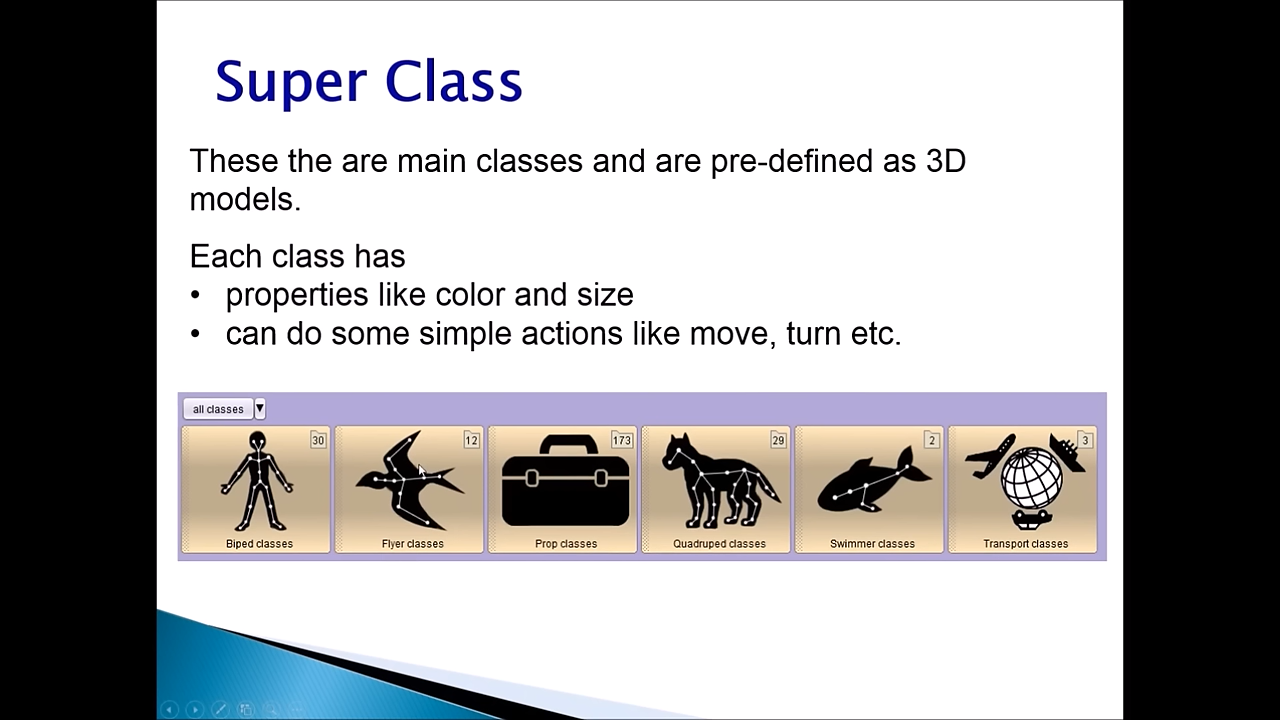 Super Class
These the are main classes and are pre-defined as 3D
models.
Each class has
• properties like color and size
• can do some simple actions like move, turn etc.
all classes
30
12
173
29
2
3
Biped classes
Flyer classes
Prop classes
Quadruped classes
Swimmer classes
Transport classes